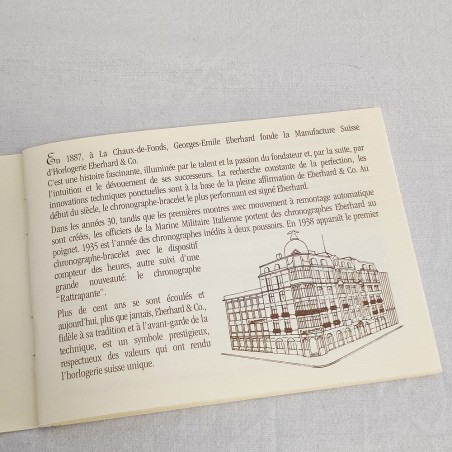 En 1887, à La Chaux-de-Fonds, Georges-Emile Eberhard fonde la Manufacture Suisse
d'Horlogerie Eberhard & Co.
C'est une histoire fascinante, illuminée par le talent et la passion du fondateur et, par la suite, par
l'intuition et le dévouement de ses successeurs. La recherche constante de la perfection, les
innovations techniques ponctuelles sont à la base de la pleine affirmation de Eberhard & Co. Au
début du siècle, le chronographe-bracelet le plus performant est signé Eberhard.
Dans les années 30, tandis que les premières montres avec mouvement à remontage automatique
sont créées, les officiers de la Marine Militaire Italienne portent des chronographes Eberhard au
poignet. 1935 est l'année des chronographes inédits à deux poussoirs. En 1938 apparaît le premier
chronographe-bracelet avec le dispositif
compteur des heures, autre suivi d'une
grande nouveauté: le chronographe
"Rattrapante".
Plus de cent ans se sont écoulés et
aujourd'hui, plus que jamais, Eberhard & Co.,
fidèle à sa tradition et à l'avant-garde de la
technique, est un symbole prestigieux,
respectueux des valeurs qui ont rendu
l'horlogerie suisse unique.